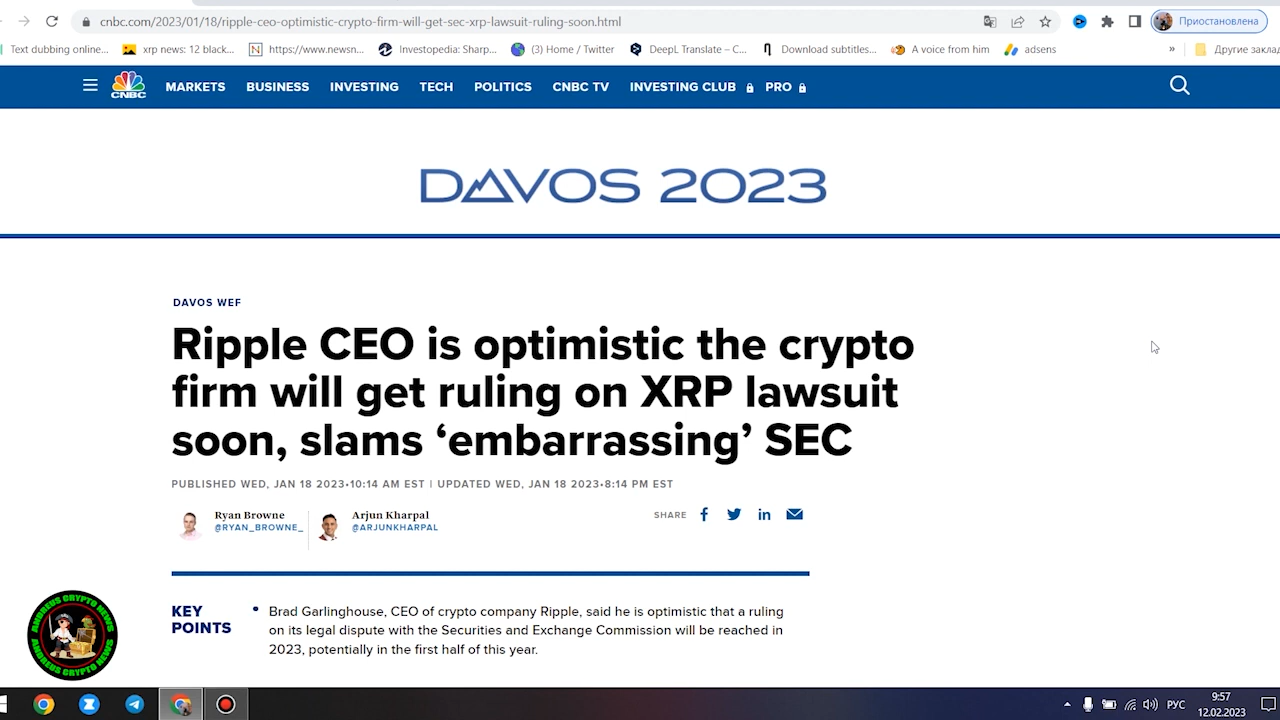 cnbc.com/2023/01/18/ripple-ceo-optimistic-crypto-firm-will-get-sec-xrp-lawsuit-ruling-soon.html
Приостановлена
Text dubbing online...
xrp news: 12 black...
https://www.newsn...
Investopedia: Sharp...
(3) Home / Twitter
DeepL Translate – C...
Download subtitles...
A voice from him
adsens
»
Другие заклад
CNBC
MARKETS
BUSINESS
INVESTING
TECH
POLITICS
CNBC TV
INVESTING CLUB
PRO
DAVOS 2023
DAVOS WEF
Ripple CEO is optimistic the crypto
firm will get ruling on XRP lawsuit
soon, slams ‘embarrassing’ SEC
PUBLISHED WED, JAN 18 2023•10:14 AM EST | UPDATED WED, JAN 18 2023•8:14 PM EST
Ryan Browne
@RYAN_BROWNE_
Arjun Kharpal
@ARJUNKHARPAL
SHARE
KEY
POINTS
• Brad Garlinghouse, CEO of crypto company Ripple, said he is optimistic that a ruling
on its legal dispute with the Securities and Exchange Commission will be reached in
2023, potentially in the first half of this year.
ANDREUS CRYPTO NEWS
ANDREUS CRYPTO NEWS
РУС
9:57
12.02.2023